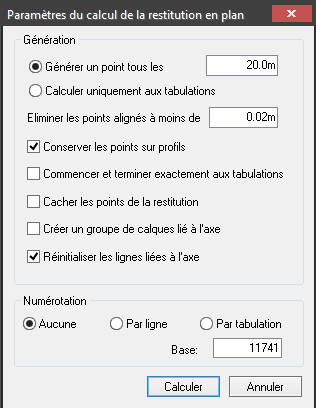 Paramètres du calcul de la restitution en plan
Génération
Générer un point tous les 20.0m
Calculer uniquement aux tabulations
Eliminer les points alignés à moins de 0.02m
Conserver les points sur profils
Commencer et terminer exactement aux tabulations
Cacher les points de la restitution
Créer un groupe de calques lié à l'axe
Réinitialiser les lignes liées à l'axe
Numérotation
Aucune Par ligne Par tabulation
Base: 11741
Calculer Annuler